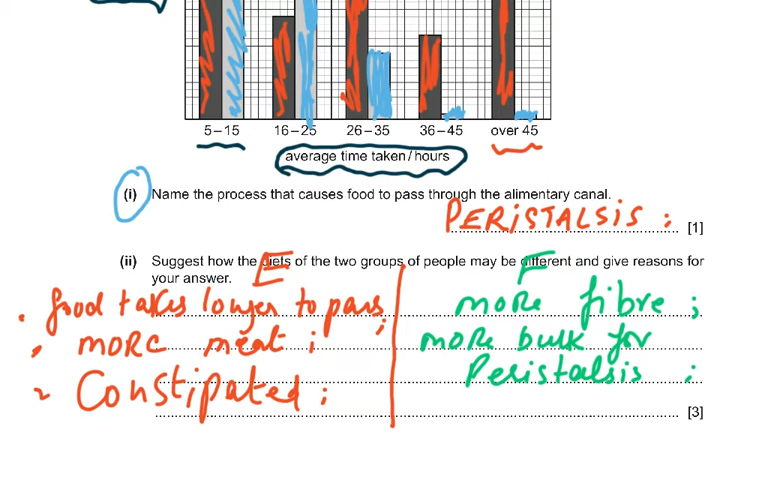 5–15 16–25 26–35 36–45 over 45
average time taken / hours
(i) Name the process that causes food to pass through the alimentary canal.
PERISTALSIS ; [1]
(ii) Suggest how the diets of the two groups of people may be different and give reasons for
your answer.
E
. food takes longer to pass ;
more meat ;
Constipated ;
F
more fibre ;
more bulk for
Peristalsis ;
[3]